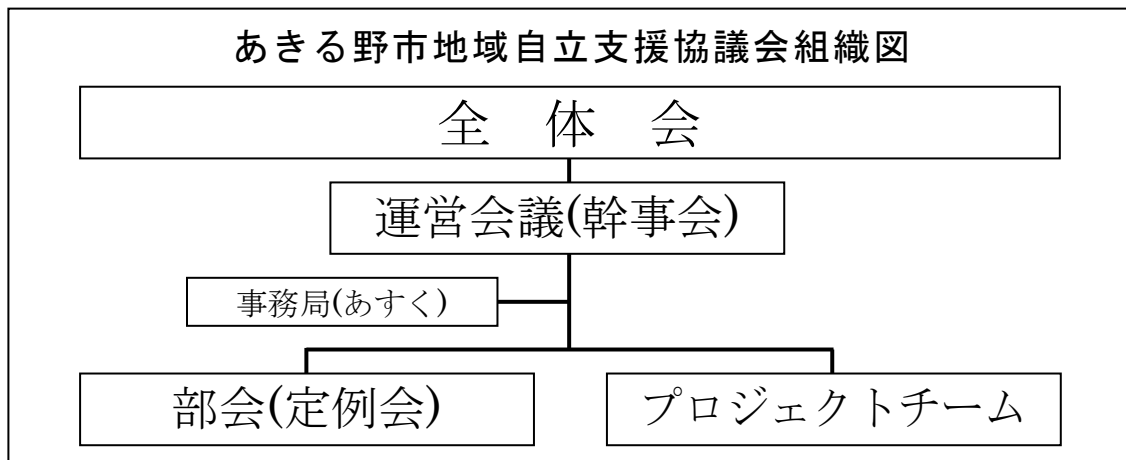 あきる野市地域自立支援協議会組織図
全　体　会
運営会議(幹事会)
事務局(あすく)
部会(定例会)
プロジェクトチーム